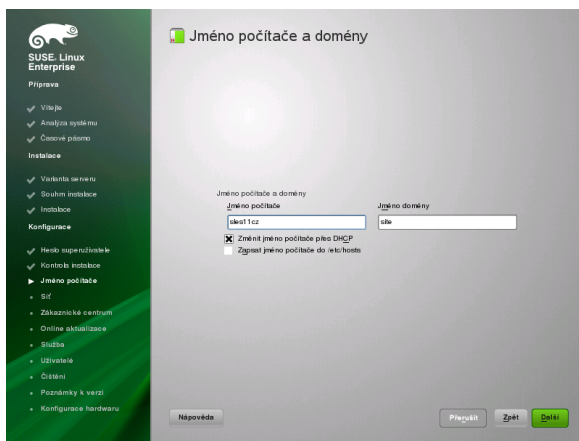 SUSE Linux
Enterprise
Příprava
Vítejte
Analýza systému
Časové pásmo
Instalace
Varianta serveru
Souhrn instalace
Instalace
Konfigurace
Heslo superuživatele
Kontrola instalace
Jméno počítače
Síť
Zákaznické centrum
Online aktualizace
Služba
Uživatelé
Čištění
Poznámky k verzi
Konfigurace hardwaru
Jméno počítače a domény
Jméno počítače a domény
Jméno počítače
Jméno domény
sles11cz
site
Změnit jméno počítače přes DHCP
Zapsat jméno počítače do /etc/hosts
Nápověda
Přerušit
Zpět
Další